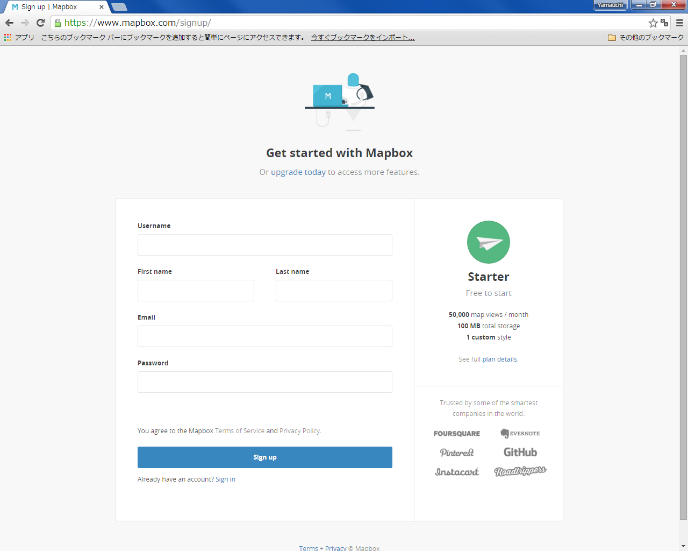 Sign up | Mapbox
Yamauchi
https://www.mapbox.com/signup/
アプリ こちらのブックマーク バーにブックマークを追加すると簡単にページにアクセスできます。 今すぐブックマークをインポート...
その他のブックマーク
M
Get started with Mapbox
Or upgrade today to access more features.
Username
First name
Last name
Email
Password
You agree to the Mapbox Terms of Service and Privacy Policy.
Sign up
Already have an account? Sign in
Starter
Free to start
50,000 map views / month
100 MB total storage
1 custom style
See full plan details
Trusted by some of the smartest
companies in the world.
FOURSQUARE
EVERNOTE
Pinterest
GitHub
Instacart
Roadtrippers
Terms + Privacy © Mapbox